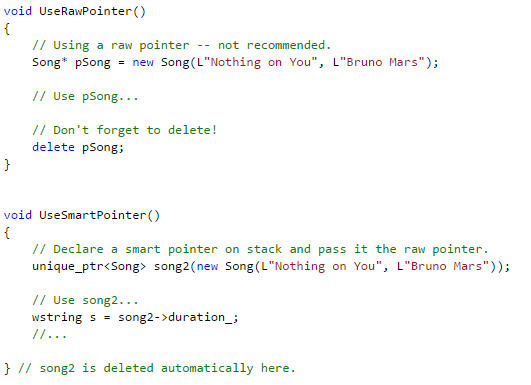 void UseRawPointer()
{
    // Using a raw pointer -- not recommended.
    Song* pSong = new Song(L"Nothing on You", L"Bruno Mars");

    // Use pSong...

    // Don't forget to delete!
    delete pSong;
}


void UseSmartPointer()
{
    // Declare a smart pointer on stack and pass it the raw pointer.
    unique_ptr<Song> song2(new Song(L"Nothing on You", L"Bruno Mars"));

    // Use song2...
    wstring s = song2->duration_;
    //...

} // song2 is deleted automatically here.